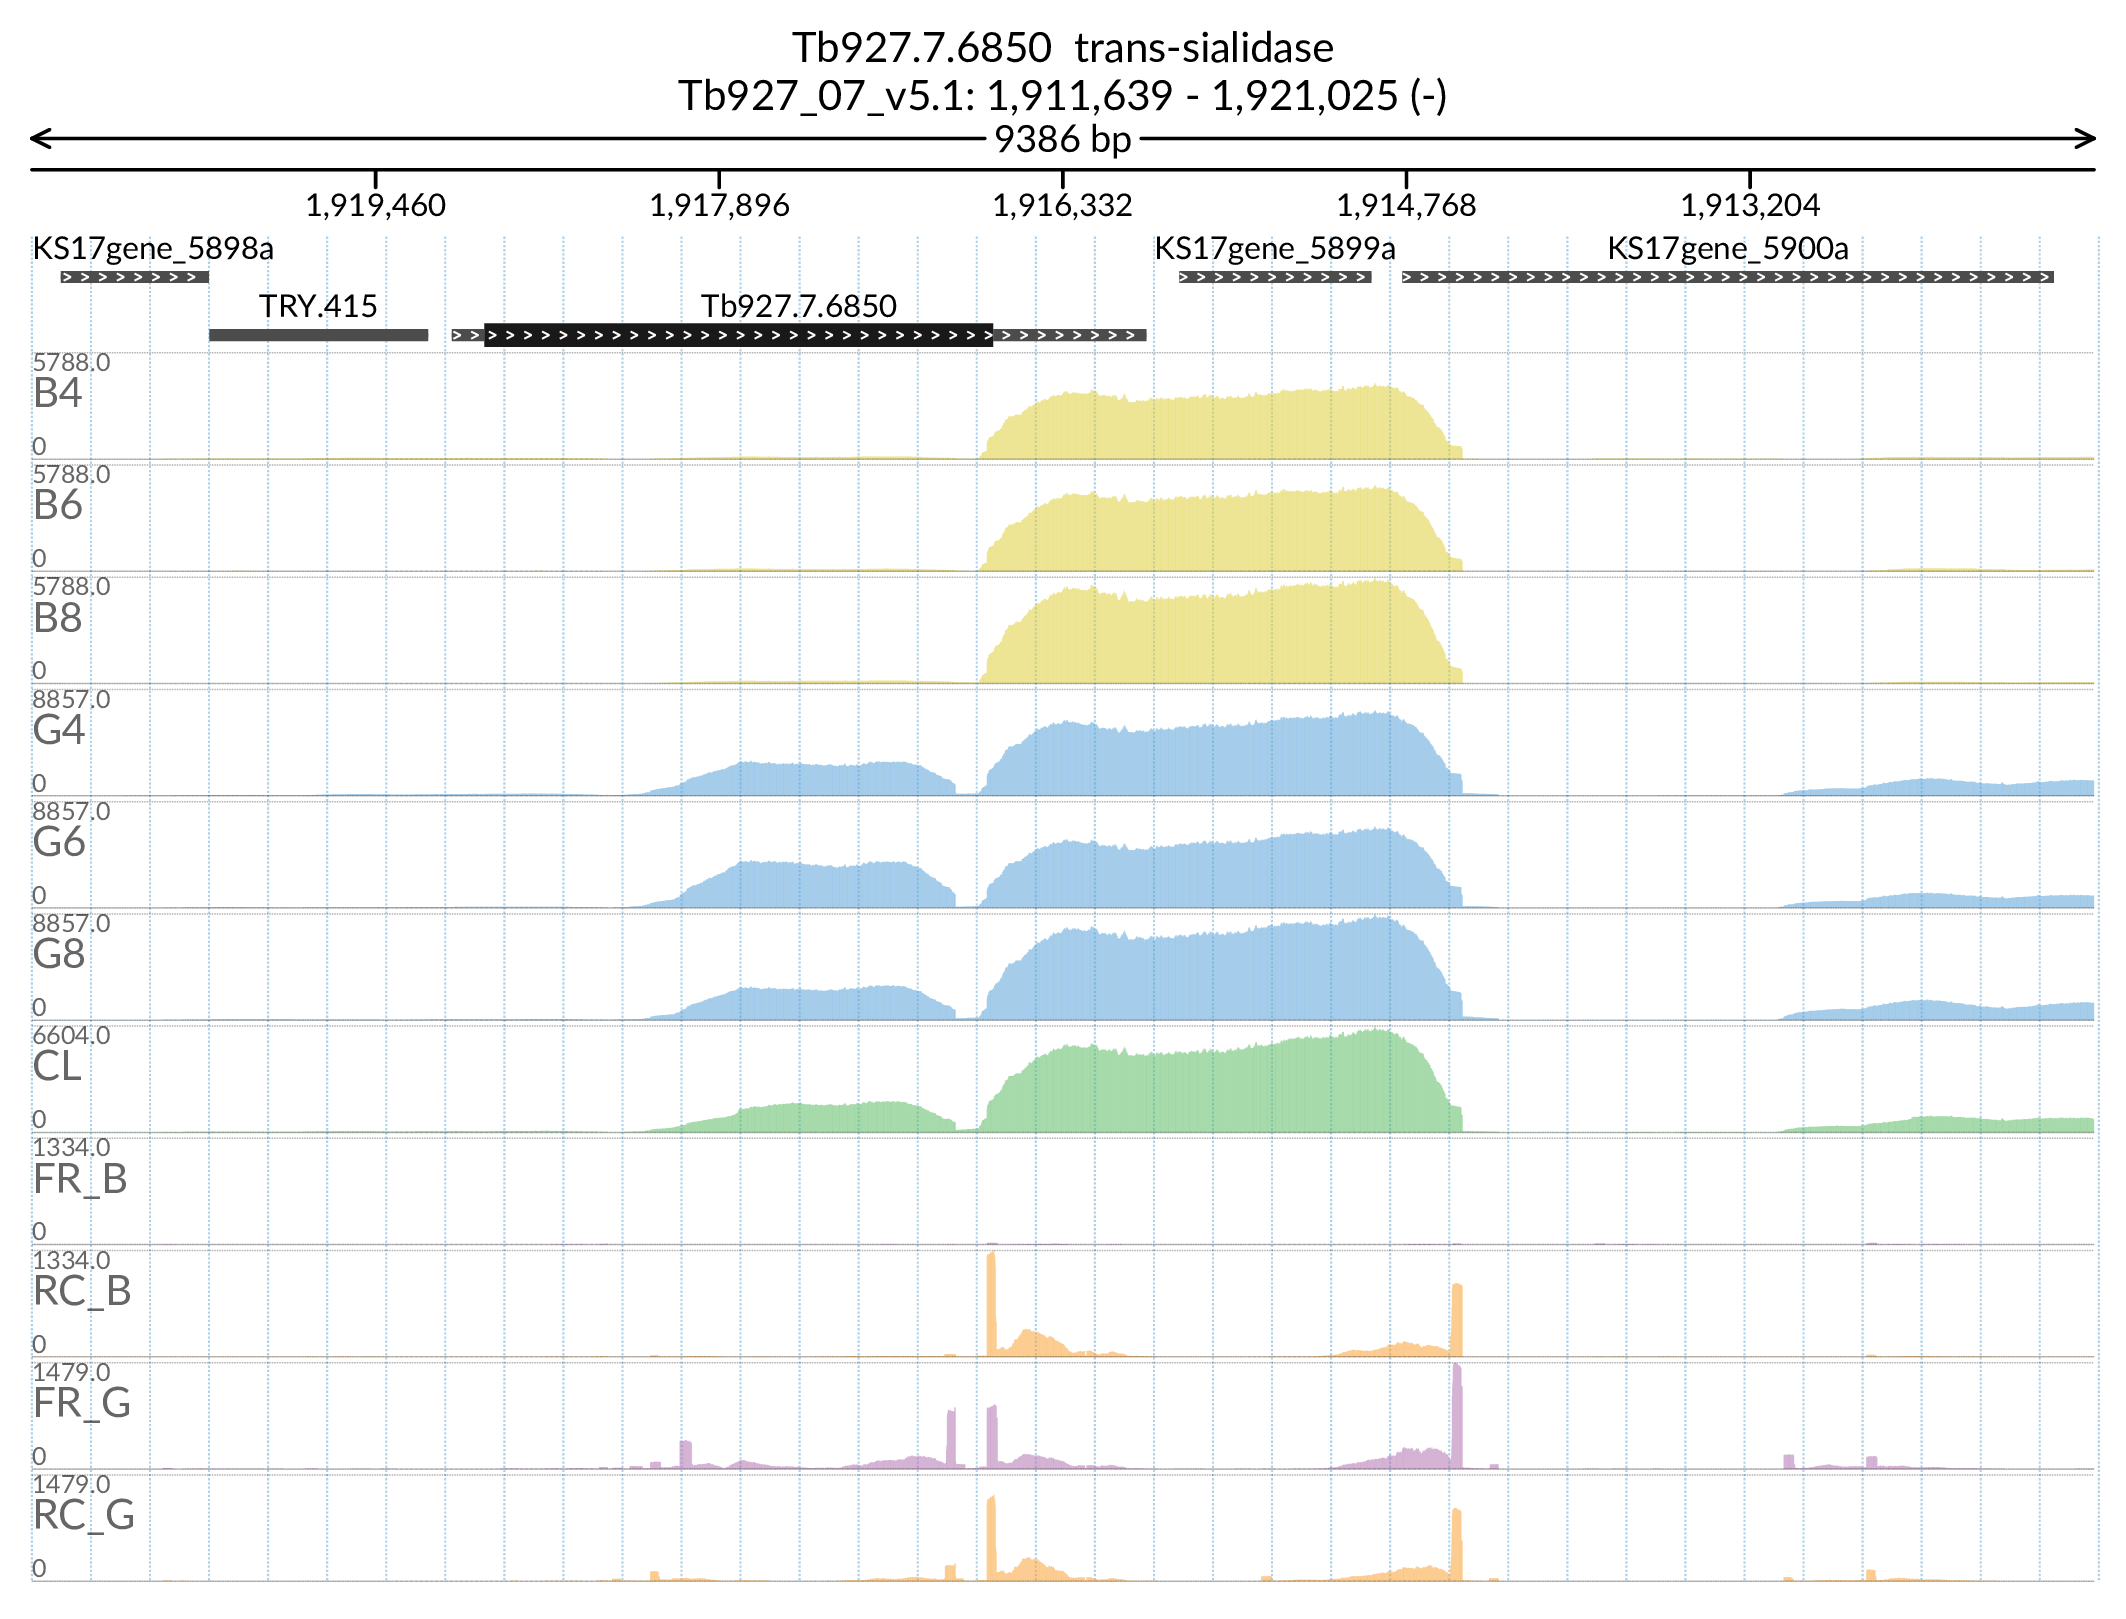 Tb927.7.6850 trans-sialidase
Tb927_07_v5.1: 1,911,639 - 1,921,025 (-)
9386 bp
1,919,460 1,917,896 1,916,332 1,914,768 1,913,204
KS17gene_5898a KS17gene_5899a KS17gene_5900a
TRY.415 Tb927.7.6850
5788.0
B4
0
5788.0
B6
0
5788.0
B8
0
8857.0
G4
0
8857.0
G6
0
8857.0
G8
0
6604.0
CL
0
1334.0
FR_B
0
1334.0
RC_B
0
1479.0
FR_G
0
1479.0
RC_G
0